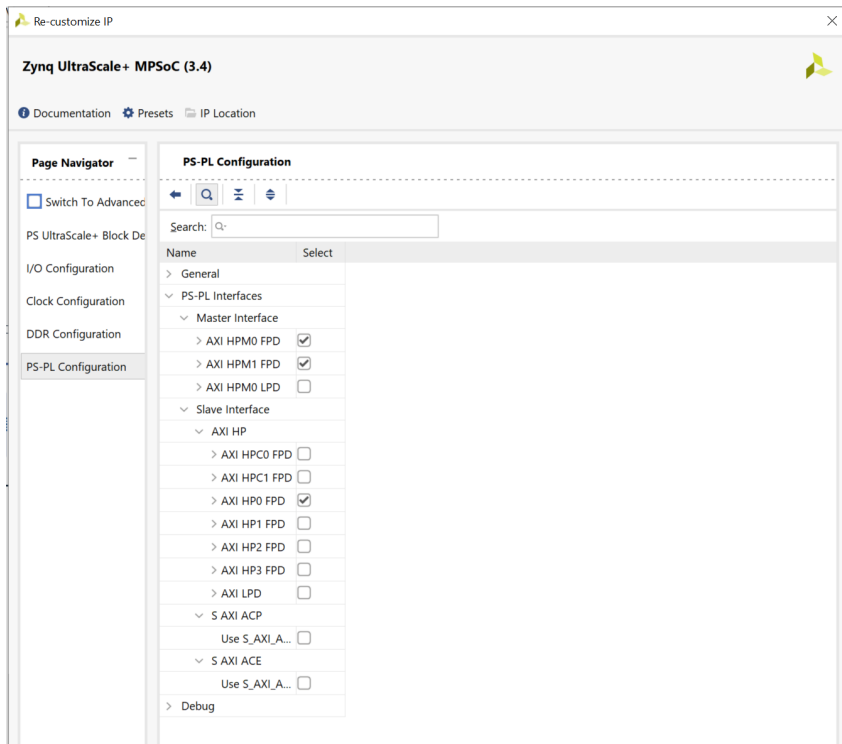 Re-customize IP
Zynq UltraScale+ MPSoC (3.4)
Documentation Presets IP Location
Page Navigator
Switch To Advanced
PS UltraScale+ Block De
I/O Configuration
Clock Configuration
DDR Configuration
PS-PL Configuration
PS-PL Configuration
Search:
Name Select
General
PS-PL Interfaces
Master Interface
AXI HPM0 FPD
AXI HPM1 FPD
AXI HPM0 LPD
Slave Interface
AXI HP
AXI HPC0 FPD
AXI HPC1 FPD
AXI HP0 FPD
AXI HP1 FPD
AXI HP2 FPD
AXI HP3 FPD
AXI LPD
S AXI ACP
Use S_AXI_A...
S AXI ACE
Use S_AXI_A...
Debug